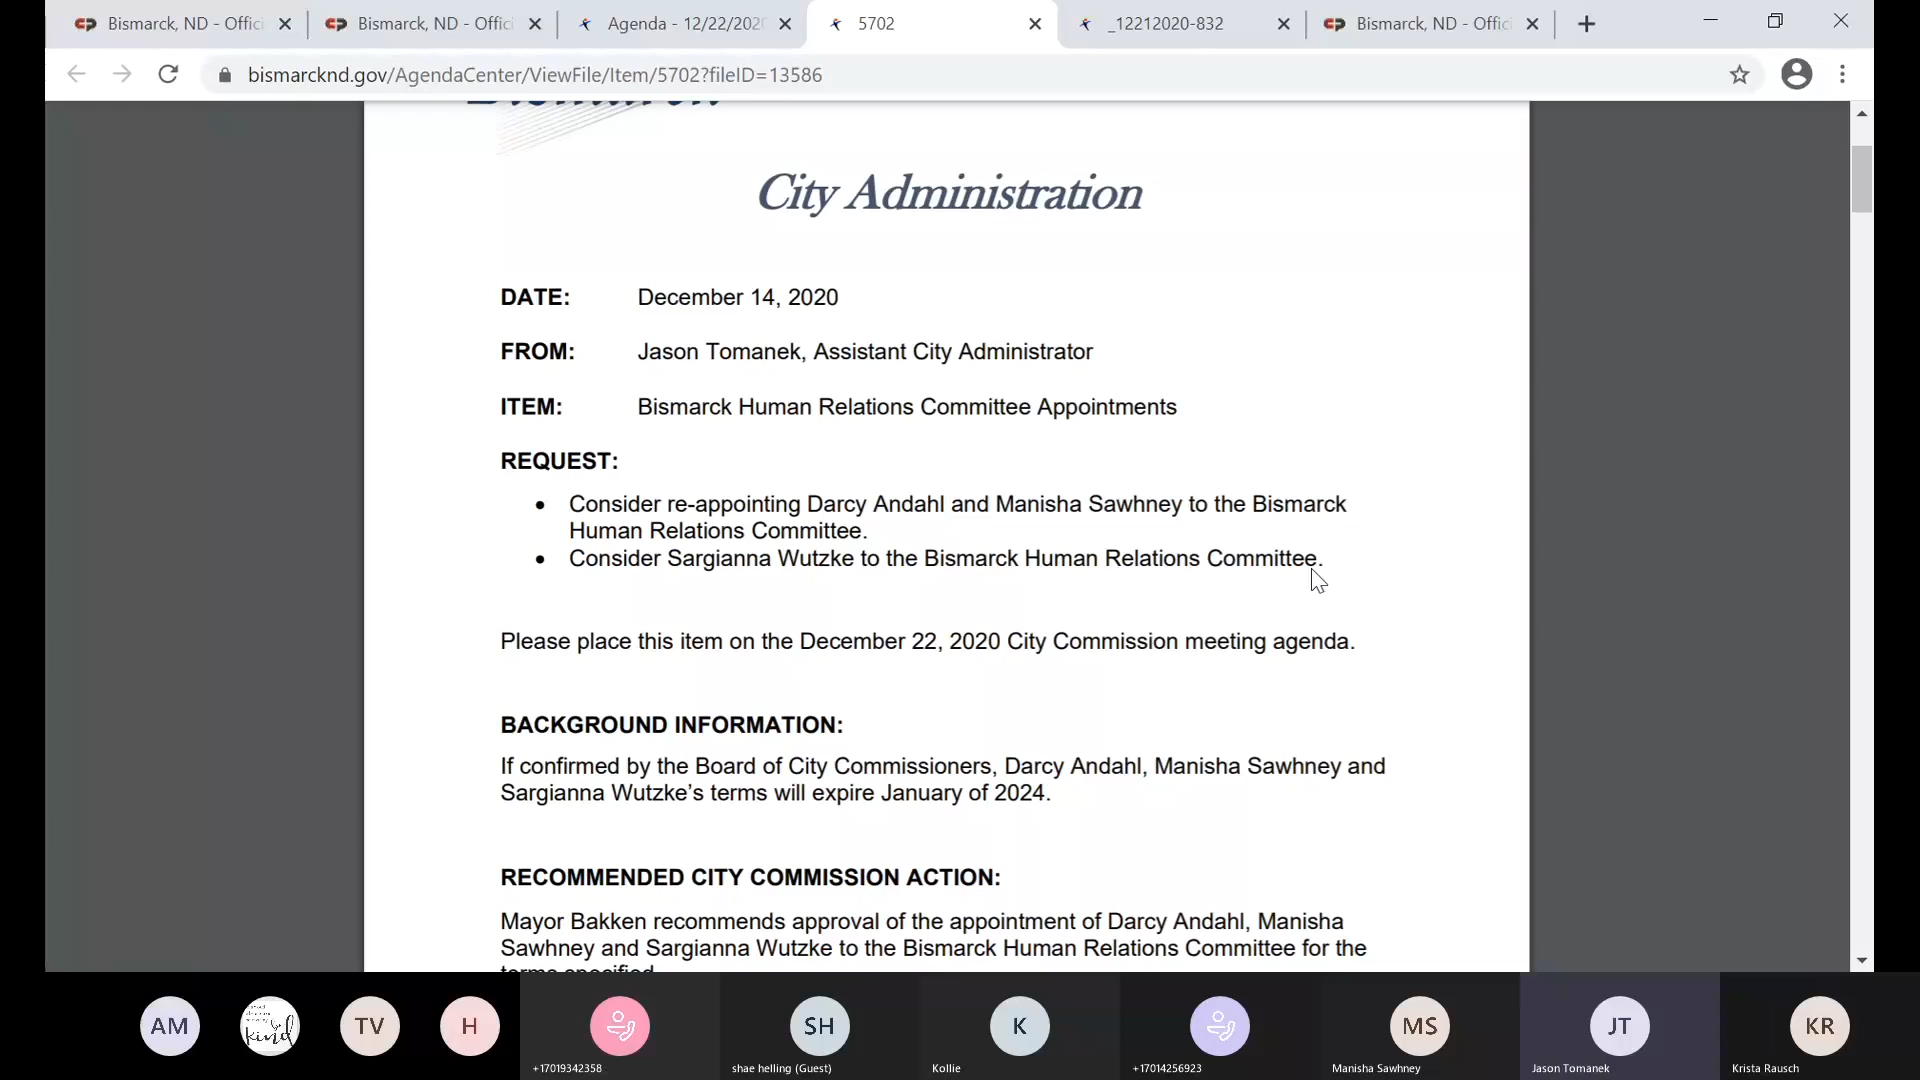 Bismarck, ND - Offici
Bismarck, ND - Offici
Agenda - 12/22/2020
5702
_12212020-832
Bismarck, ND - Offici
bismarcknd.gov/AgendaCenter/ViewFile/Item/5702?fileID=13586
City Administration
DATE: December 14, 2020
FROM: Jason Tomanek, Assistant City Administrator
ITEM: Bismarck Human Relations Committee Appointments
REQUEST:
• Consider re-appointing Darcy Andahl and Manisha Sawhney to the Bismarck
Human Relations Committee.
• Consider Sargianna Wutzke to the Bismarck Human Relations Committee.
Please place this item on the December 22, 2020 City Commission meeting agenda.
BACKGROUND INFORMATION:
If confirmed by the Board of City Commissioners, Darcy Andahl, Manisha Sawhney and
Sargianna Wutzke’s terms will expire January of 2024.
RECOMMENDED CITY COMMISSION ACTION:
Mayor Bakken recommends approval of the appointment of Darcy Andahl, Manisha
Sawhney and Sargianna Wutzke to the Bismarck Human Relations Committee for the
terms specified
AM
kind
TV
H
SH
K
MS
JT
KR
+17019342358
shae helling (Guest)
Kollie
+17014256923
Manisha Sawhney
Jason Tomanek
Krista Rausch